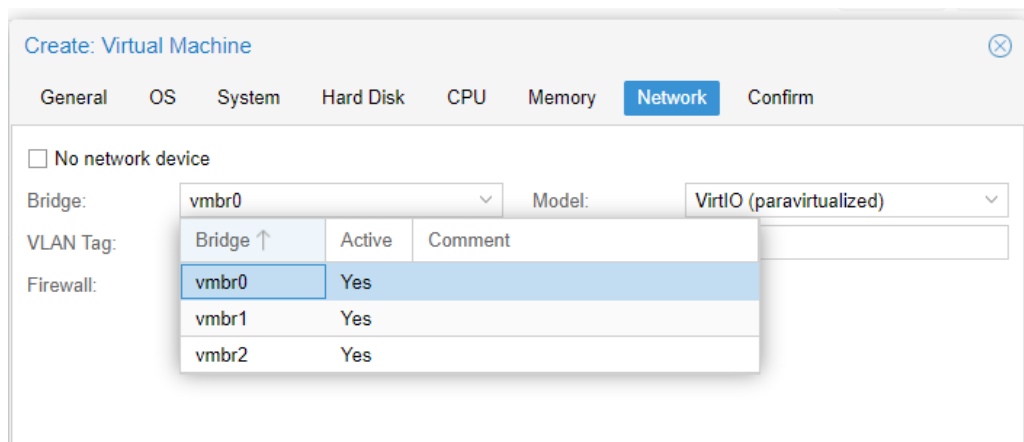 Create: Virtual Machine
General OS System Hard Disk CPU Memory Network Confirm
No network device
Bridge: vmbr0 Model: VirtIO (paravirtualized)
VLAN Tag: Bridge Active Comment
Firewall: vmbr0 Yes
vmbr1 Yes
vmbr2 Yes